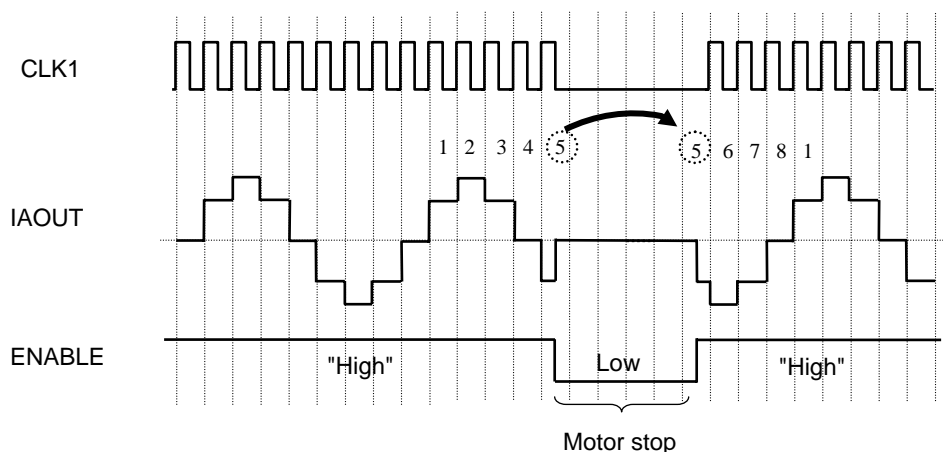 CLK1
1 2 3 4 5 5 6 7 8 1
IAOUT
ENABLE
"High" Low "High"
Motor stop